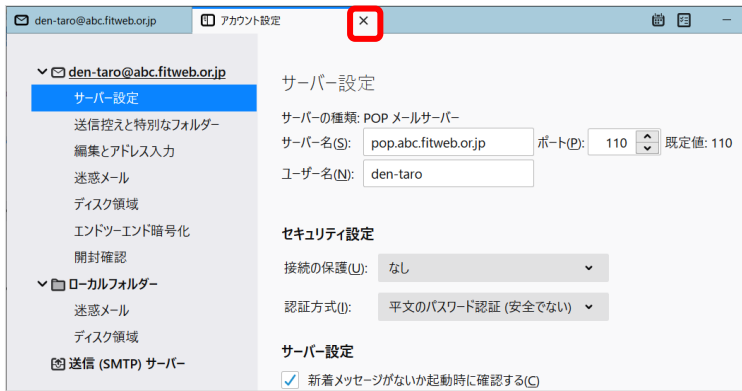 den-taro@abc.fitweb.or.jp アカウント設定
den-taro@abc.fitweb.or.jp
サーバー設定
送信控えと特別なフォルダー
編集とアドレス入力
迷惑メール
ディスク領域
エンドツーエンド暗号化
開封確認
ローカルフォルダー
迷惑メール
ディスク領域
送信 (SMTP) サーバー
サーバー設定
サーバーの種類: POP メールサーバー
サーバー名(S): pop.abc.fitweb.or.jp ポート(P): 110 既定値: 110
ユーザー名(N): den-taro
セキュリティ設定
接続の保護(U): なし
認証方式(I): 平文のパスワード認証 (安全でない)
サーバー設定
新着メッセージがないか起動時に確認する(C)